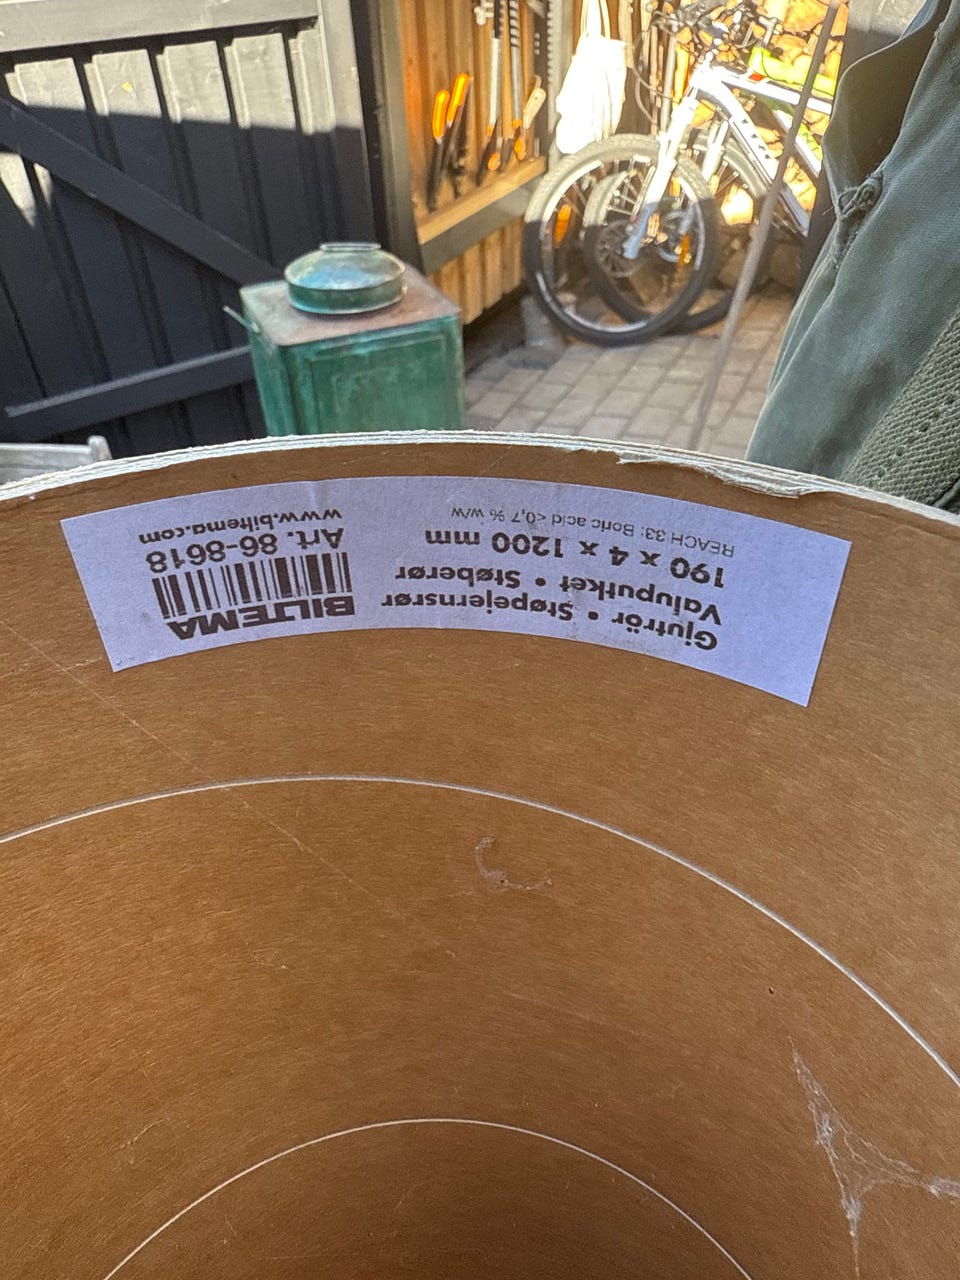 Gjutrör • Støpejernsrør
Valuputket • Støberør
190 x 4 x 1200 mm
REACH 33: Boric acid <0,7 % w/w
BILTEMA
Art. 86-8618
www.biltema.com